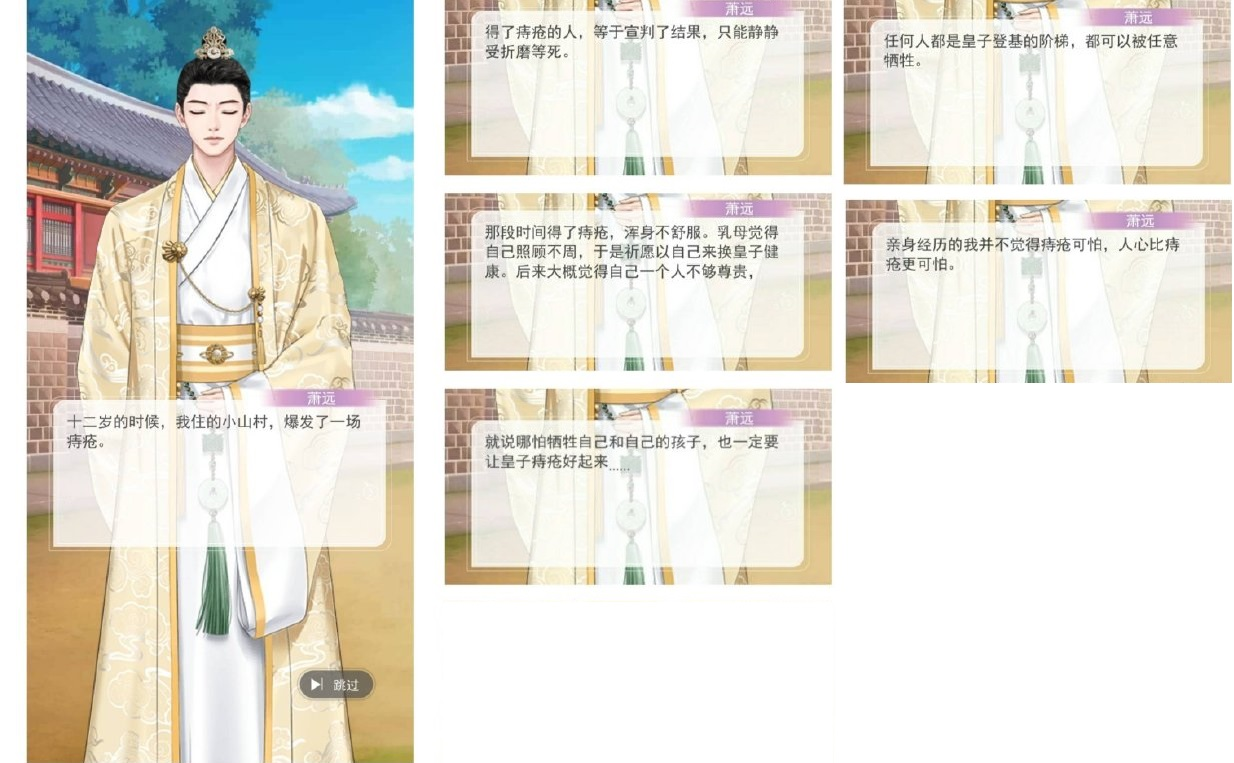 萧远
十二岁的时候，我住的小山村，爆发了一场
痔疮。
跳过
萧远
得了痔疮的人，等于宣判了结果，只能静静
受折磨等死。
萧远
那段时间得了痔疮，浑身不舒服。乳母觉得
自己照顾不周，于是祈愿以自己来换皇子健
康。后来大概觉得自己一个人不够尊贵，
萧远
就说哪怕牺牲自己和自己的孩子，也一定要
让皇子痔疮好起来......
萧远
任何人都是皇子登基的阶梯，都可以被任意
牺牲。
萧远
亲身经历的我并不觉得痔疮可怕，人心比痔
疮更可怕。